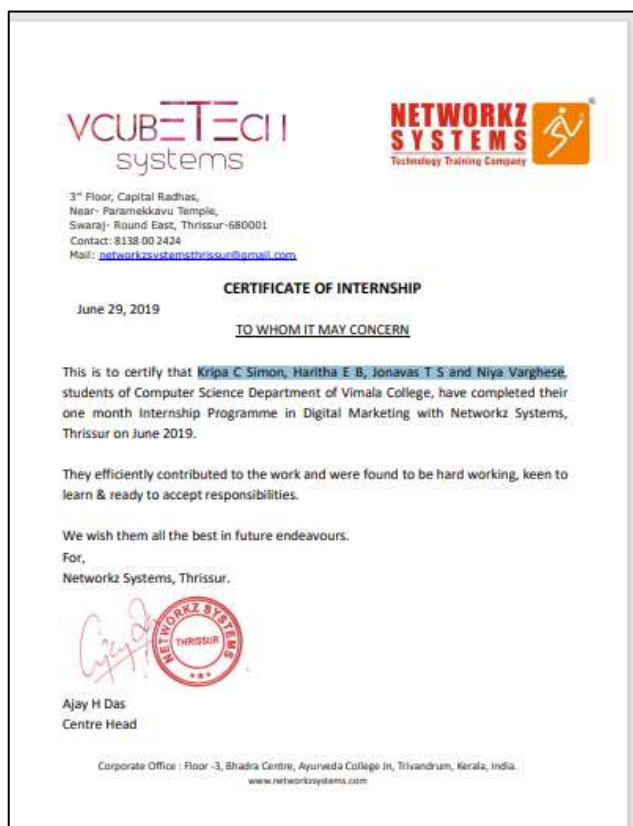 VCUBETECH
systems
NETWORKZ
SYSTEMS
Technology Training Company
3rd Floor, Capital Radhas,
Near- Paramekkavu Temple,
Swaraj- Round East, Thrissur-680001
Contact: 8138 00 2424
Mail: networkzsystemsthrissur@gmail.com
CERTIFICATE OF INTERNSHIP
June 29, 2019
TO WHOM IT MAY CONCERN
This is to certify that Kripa C Simon, Haritha E B, Jonavas T S and Niya Varghese,
students of Computer Science Department of Vimala College, have completed their
one month Internship Programme in Digital Marketing with Networkz Systems,
Thrissur on June 2019.
They efficiently contributed to the work and were found to be hard working, keen to
learn & ready to accept responsibilities.
We wish them all the best in future endeavours.
For,
Networkz Systems, Thrissur.
NETWORKZ SYSTEMS
THRISSUR
NETWORKZ SYSTEMS
Ajay H Das
Centre Head
Corporate Office : Floor -3, Bhadra Centre, Ayurveda College Jn, Trivandrum, Kerala, India.
www.networkzsystems.com